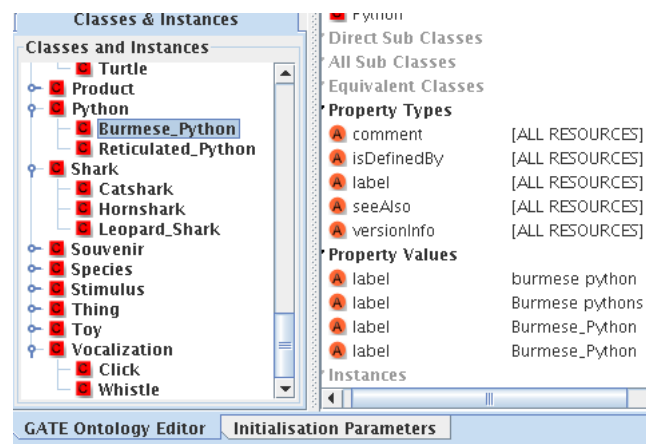 Classes & Instances
Classes and Instances
Turtle
Product
Python
Burmese_Python
Reticulated_Python
Shark
Catshark
Hornshark
Leopard_Shark
Souvenir
Species
Stimulus
Thing
Toy
Vocalization
Click
Whistle
Python
Direct Sub Classes
All Sub Classes
Equivalent Classes
Property Types
comment [ALL RESOURCES]
isDefinedBy [ALL RESOURCES]
label [ALL RESOURCES]
seeAlso [ALL RESOURCES]
versionInfo [ALL RESOURCES]
Property Values
label burmese python
label Burmese pythons
label Burmese_Python
label Burmese_Python
Instances
GATE Ontology Editor Initialisation Parameters